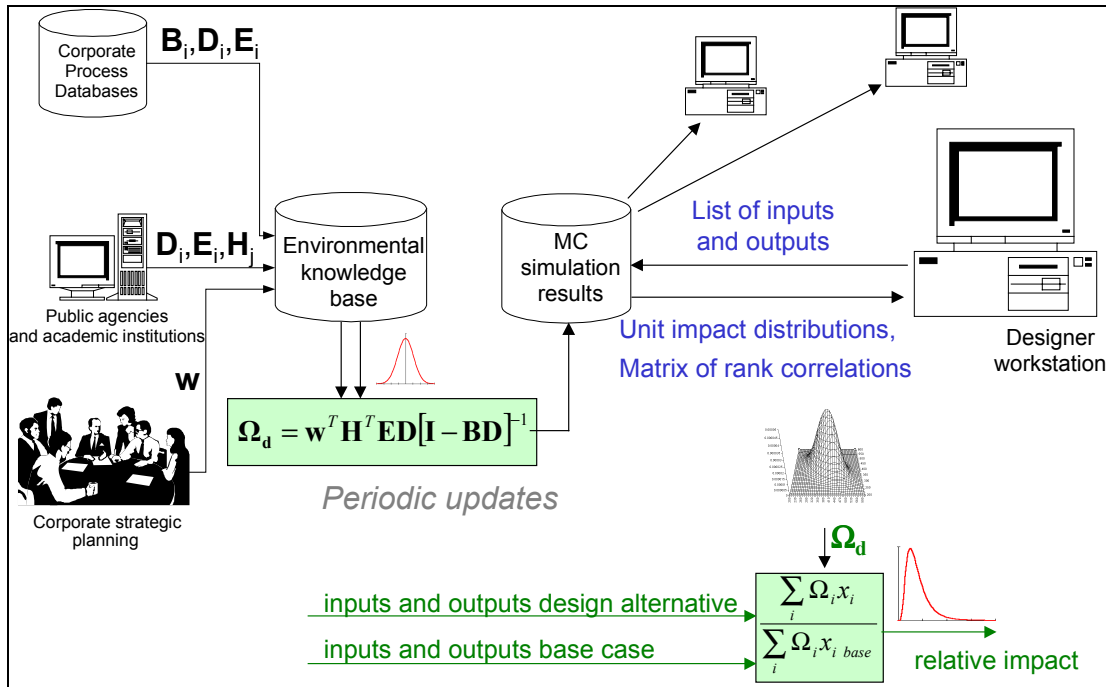 Corporate
Process
Databases
B_i,D_i,E_i
Public agencies
and academic institutions
D_i,E_i,H_j
w
Corporate strategic
planning
Environmental
knowledge
base
Ω_d = w^T H^T ED[I − BD]^−1
Periodic updates
MC
simulation
results
List of inputs
and outputs
Unit impact distributions,
Matrix of rank correlations
Designer
workstation
Ω_d
inputs and outputs design alternative
inputs and outputs base case
∑_i Ω_i x_i
∑_i Ω_i x_i base
relative impact